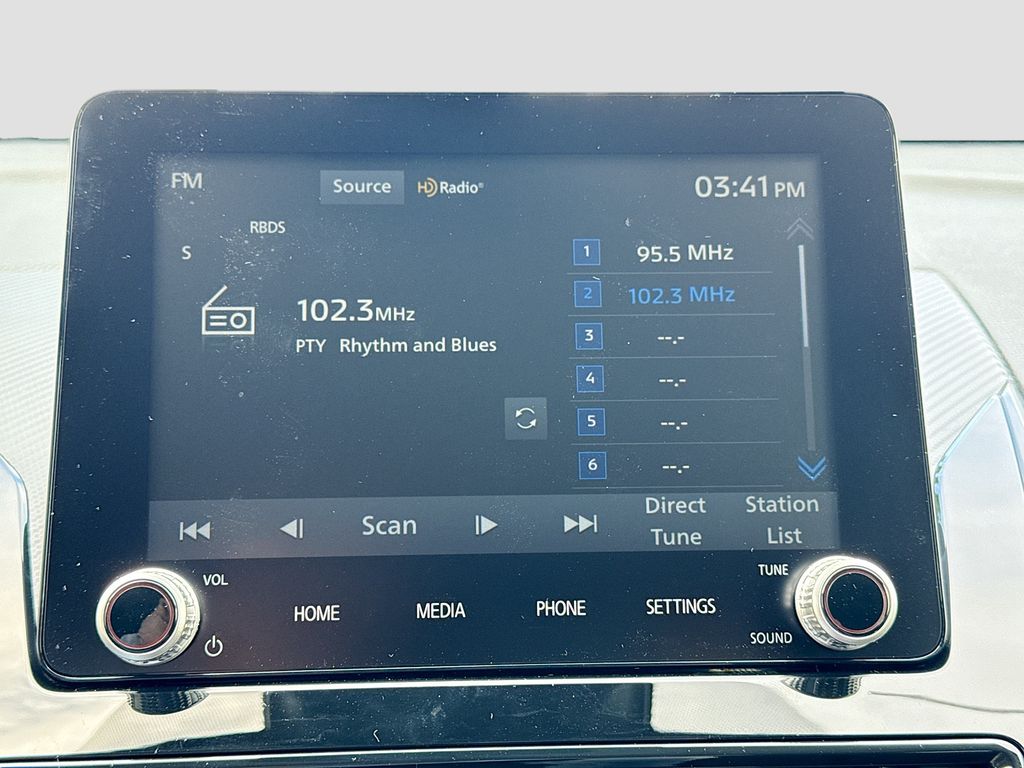 FM
Source
HD Radio®
03:41 PM
RBDS
S
102.3MHz
PTY Rhythm and Blues
1 95.5 MHz
2 102.3 MHz
3 --.-
4 --.-
5 --.-
6 --.-
Scan
Direct
Tune
Station
List
VOL
HOME
MEDIA
PHONE
SETTINGS
TUNE
SOUND